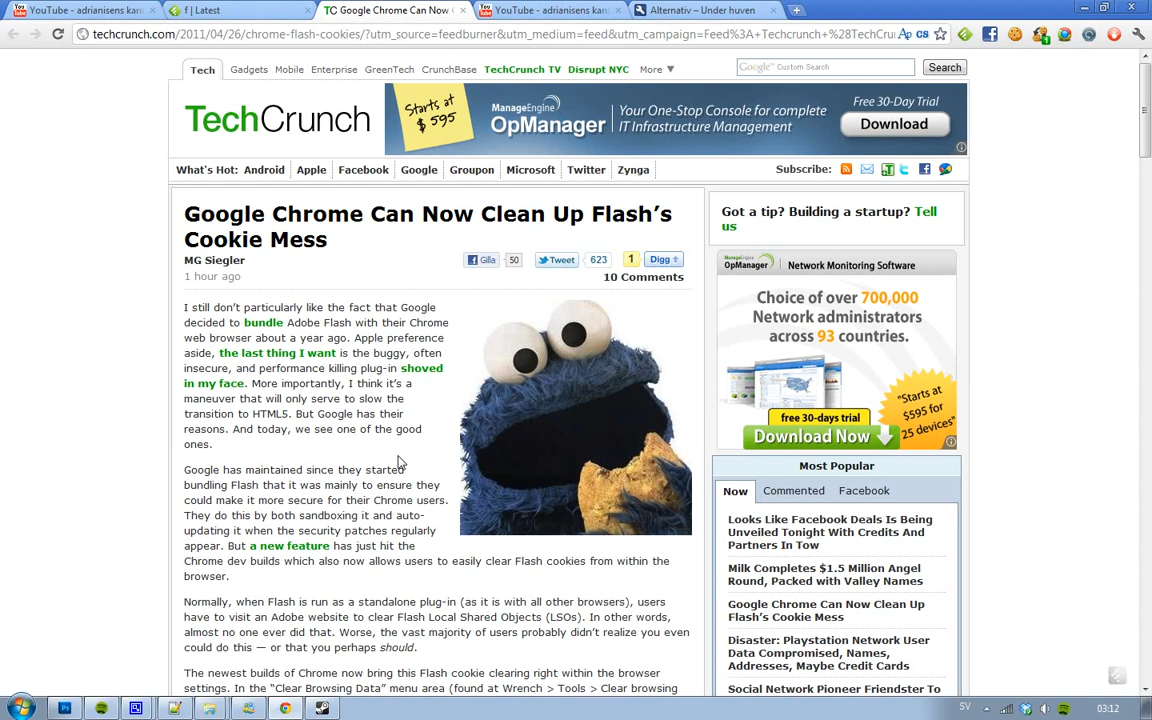 YouTube - adrianisens kan
f | Latest
Google Chrome Can Now
YouTube - adrianisens kan
Alternativ – Under huven
techcrunch.com/2011/04/26/chrome-flash-cookies/?utm_source=feedburner&utm_medium=feed&utm_campaign=Feed%3A+Techcrunch+%28TechCru
Tech Gadgets Mobile Enterprise GreenTech CrunchBase TechCrunch TV Disrupt NYC More ▼
Google™ Custom Search Search
TechCrunch
Starts at
$595
ManageEngine
OpManager
Your One-Stop Console for complete
IT Infrastructure Management
Free 30-Day Trial
Download
What's Hot: Android Apple Facebook Google Groupon Microsoft Twitter Zynga
Subscribe:
Google Chrome Can Now Clean Up Flash's
Cookie Mess
MG Siegler
1 hour ago
Gilla 50 Tweet 623 1 Digg
10 Comments
I still don't particularly like the fact that Google
decided to bundle Adobe Flash with their Chrome
web browser about a year ago. Apple preference
aside, the last thing I want is the buggy, often
insecure, and performance killing plug-in shoved
in my face. More importantly, I think it's a
maneuver that will only serve to slow the
transition to HTML5. But Google has their
reasons. And today, we see one of the good
ones.
Google has maintained since they started
bundling Flash that it was mainly to ensure they
could make it more secure for their Chrome users.
They do this by both sandboxing it and auto-
updating it when the security patches regularly
appear. But a new feature has just hit the
Chrome dev builds which also now allows users to easily clear Flash cookies from within the
browser.
Normally, when Flash is run as a standalone plug-in (as it is with all other browsers), users
have to visit an Adobe website to clear Flash Local Shared Objects (LSOs). In other words,
almost no one ever did that. Worse, the vast majority of users probably didn't realize you even
could do this — or that you perhaps should.
The newest builds of Chrome now bring this Flash cookie clearing right within the browser
settings. In the “Clear Browsing Data” menu area (found at Wrench > Tools > Clear browsing
Got a tip? Building a startup? Tell
us
ManageEngine
OpManager Network Monitoring Software
Choice of over 700,000
Network administrators
across 93 countries.
free 30-days trial
Download Now
"Starts at
$595 for
25 devices"
Most Popular
Now Commented Facebook
Looks Like Facebook Deals Is Being
Unveiled Tonight With Credits And
Partners In Tow
Milk Completes $1.5 Million Angel
Round, Packed with Valley Names
Google Chrome Can Now Clean Up
Flash's Cookie Mess
Disaster: Playstation Network User
Data Compromised, Names,
Addresses, Maybe Credit Cards
Social Network Pioneer Friendster To
SV 03:12